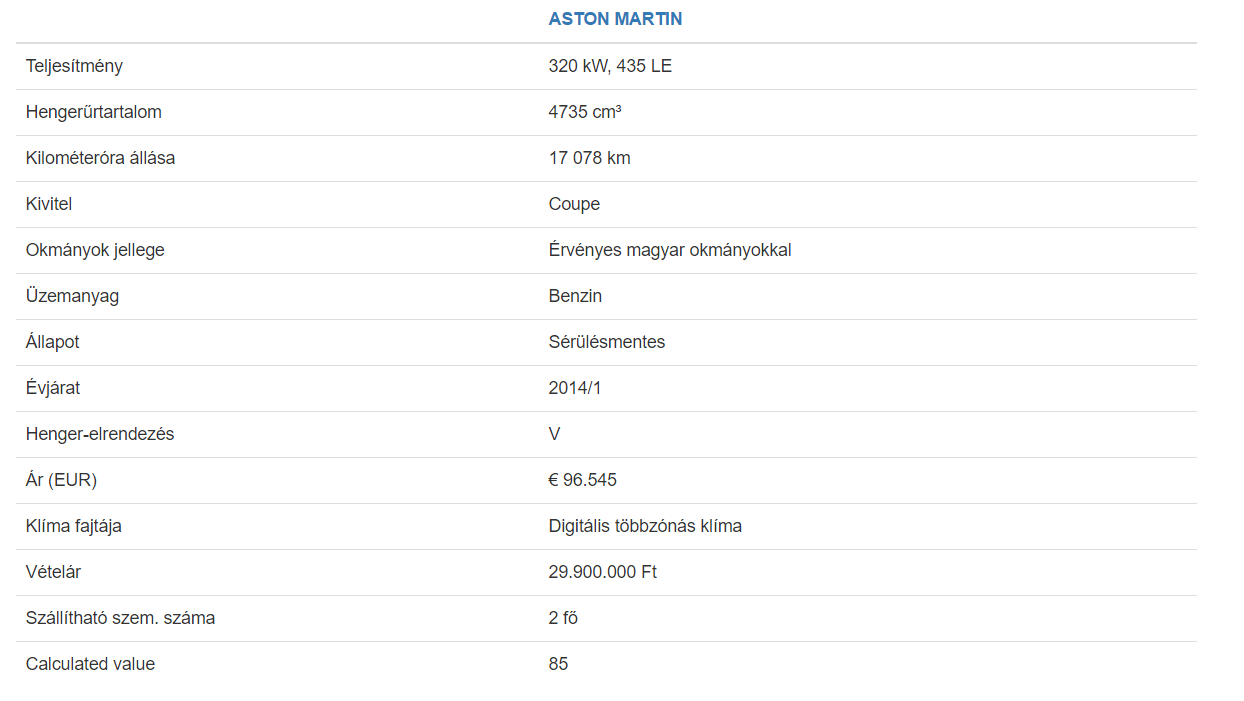 ASTON MARTIN
Teljesítmény 320 kW, 435 LE
Hengerűrtartalom 4735 cm³
Kilométeróra állása 17 078 km
Kivitel Coupe
Okmányok jellege Érvényes magyar okmányokkal
Üzemanyag Benzin
Állapot Sérülésmentes
Évjárat 2014/1
Henger-elrendezés V
Ár (EUR) € 96.545
Klíma fajtája Digitális többzónás klíma
Vételár 29.900.000 Ft
Szállítható szem. száma 2 fő
Calculated value 85